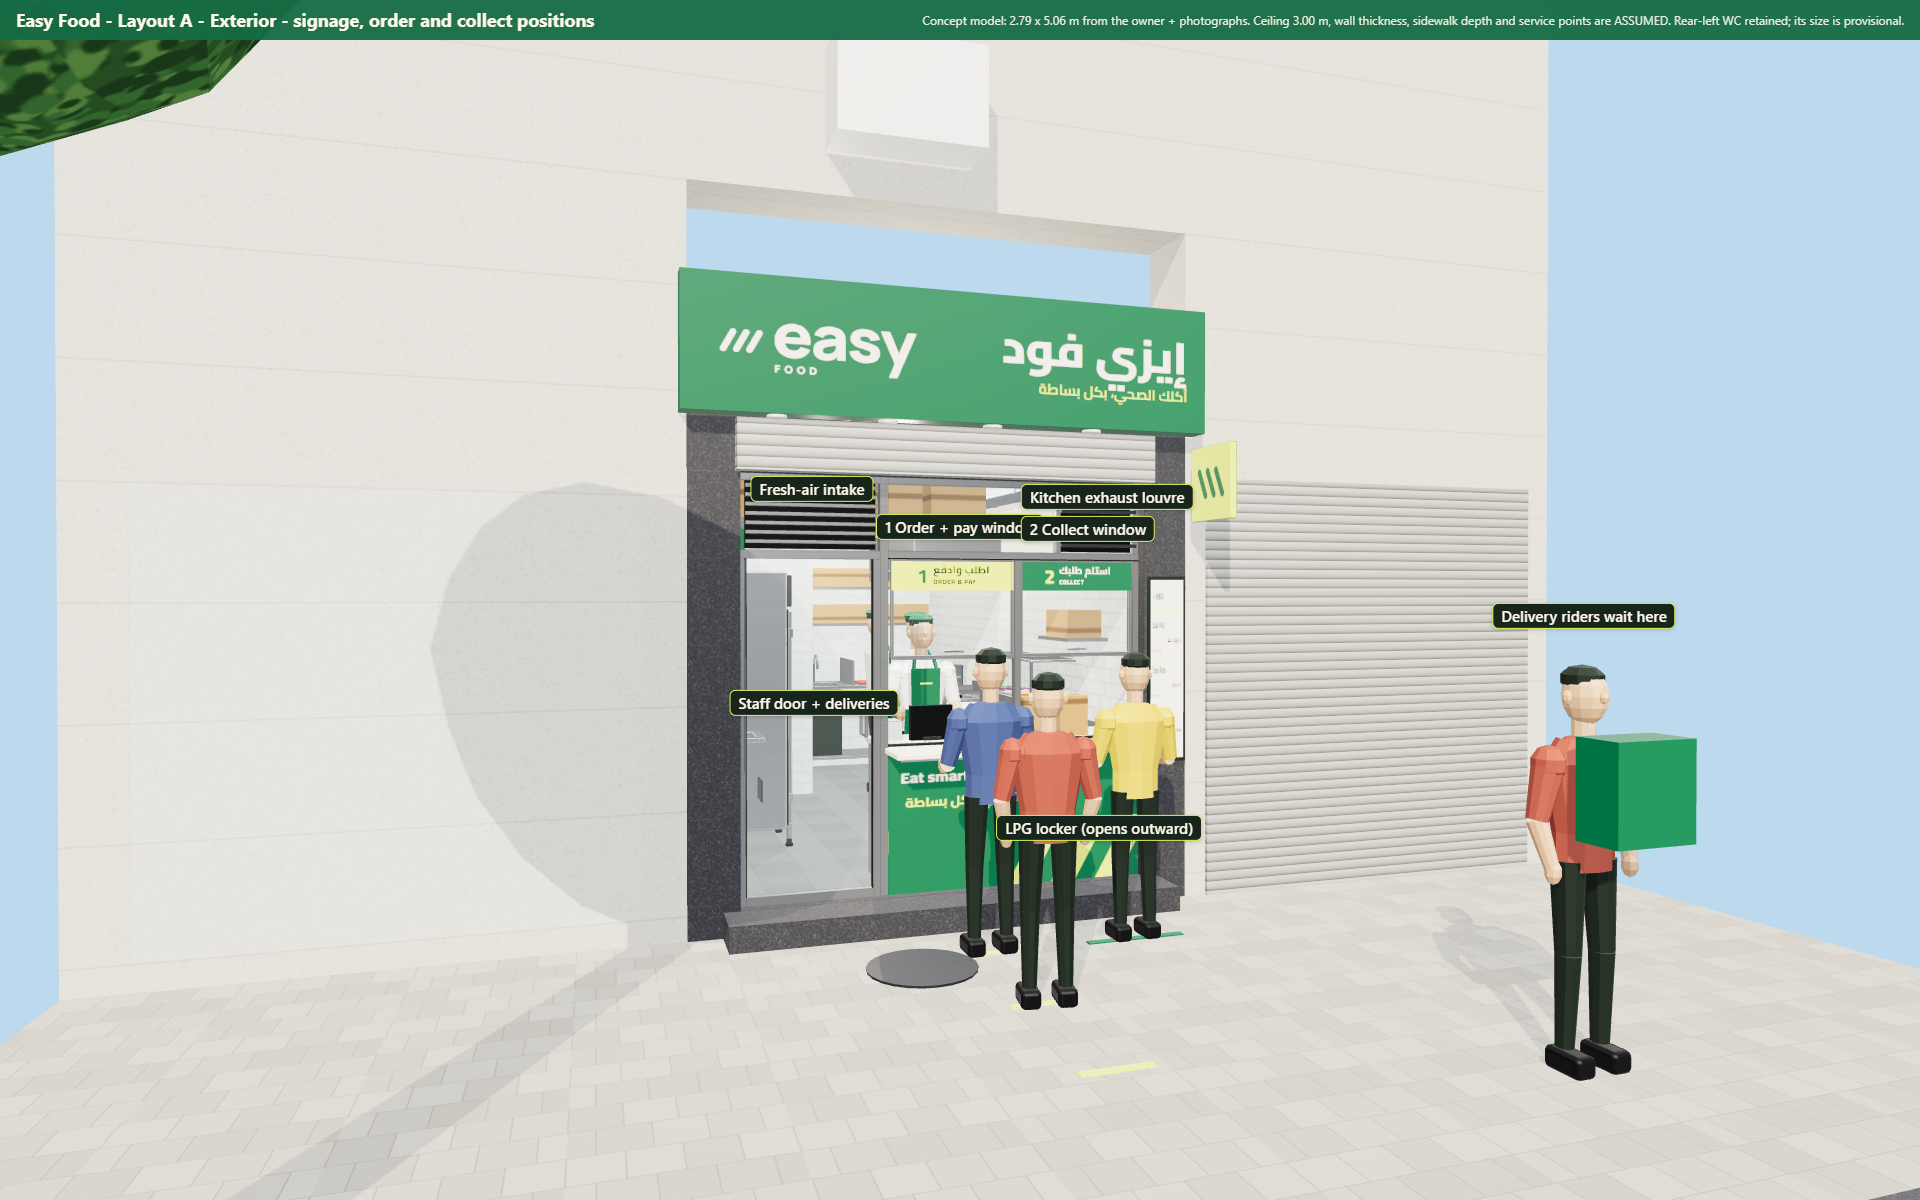 Easy Food - Layout A - Exterior - signage, order and collect positions
Concept model: 2.79 x 5.06 m from the owner + photographs. Ceiling 3.00 m, wall thickness, sidewalk depth and service points are ASSUMED. Rear-left WC retained; its size is provisional.
easy
FOOD
إيزي فود
أكلك الصحي، بكل بساطة
Fresh-air intake
Kitchen exhaust louvre
1 Order + pay windo
2 Collect window
1 اطلب وادفع
ORDER & PAY
2 استلم طلبك
COLLECT
Delivery riders wait here
Staff door + deliveries
Eat smar
كل بساطة
LPG locker (opens outward)